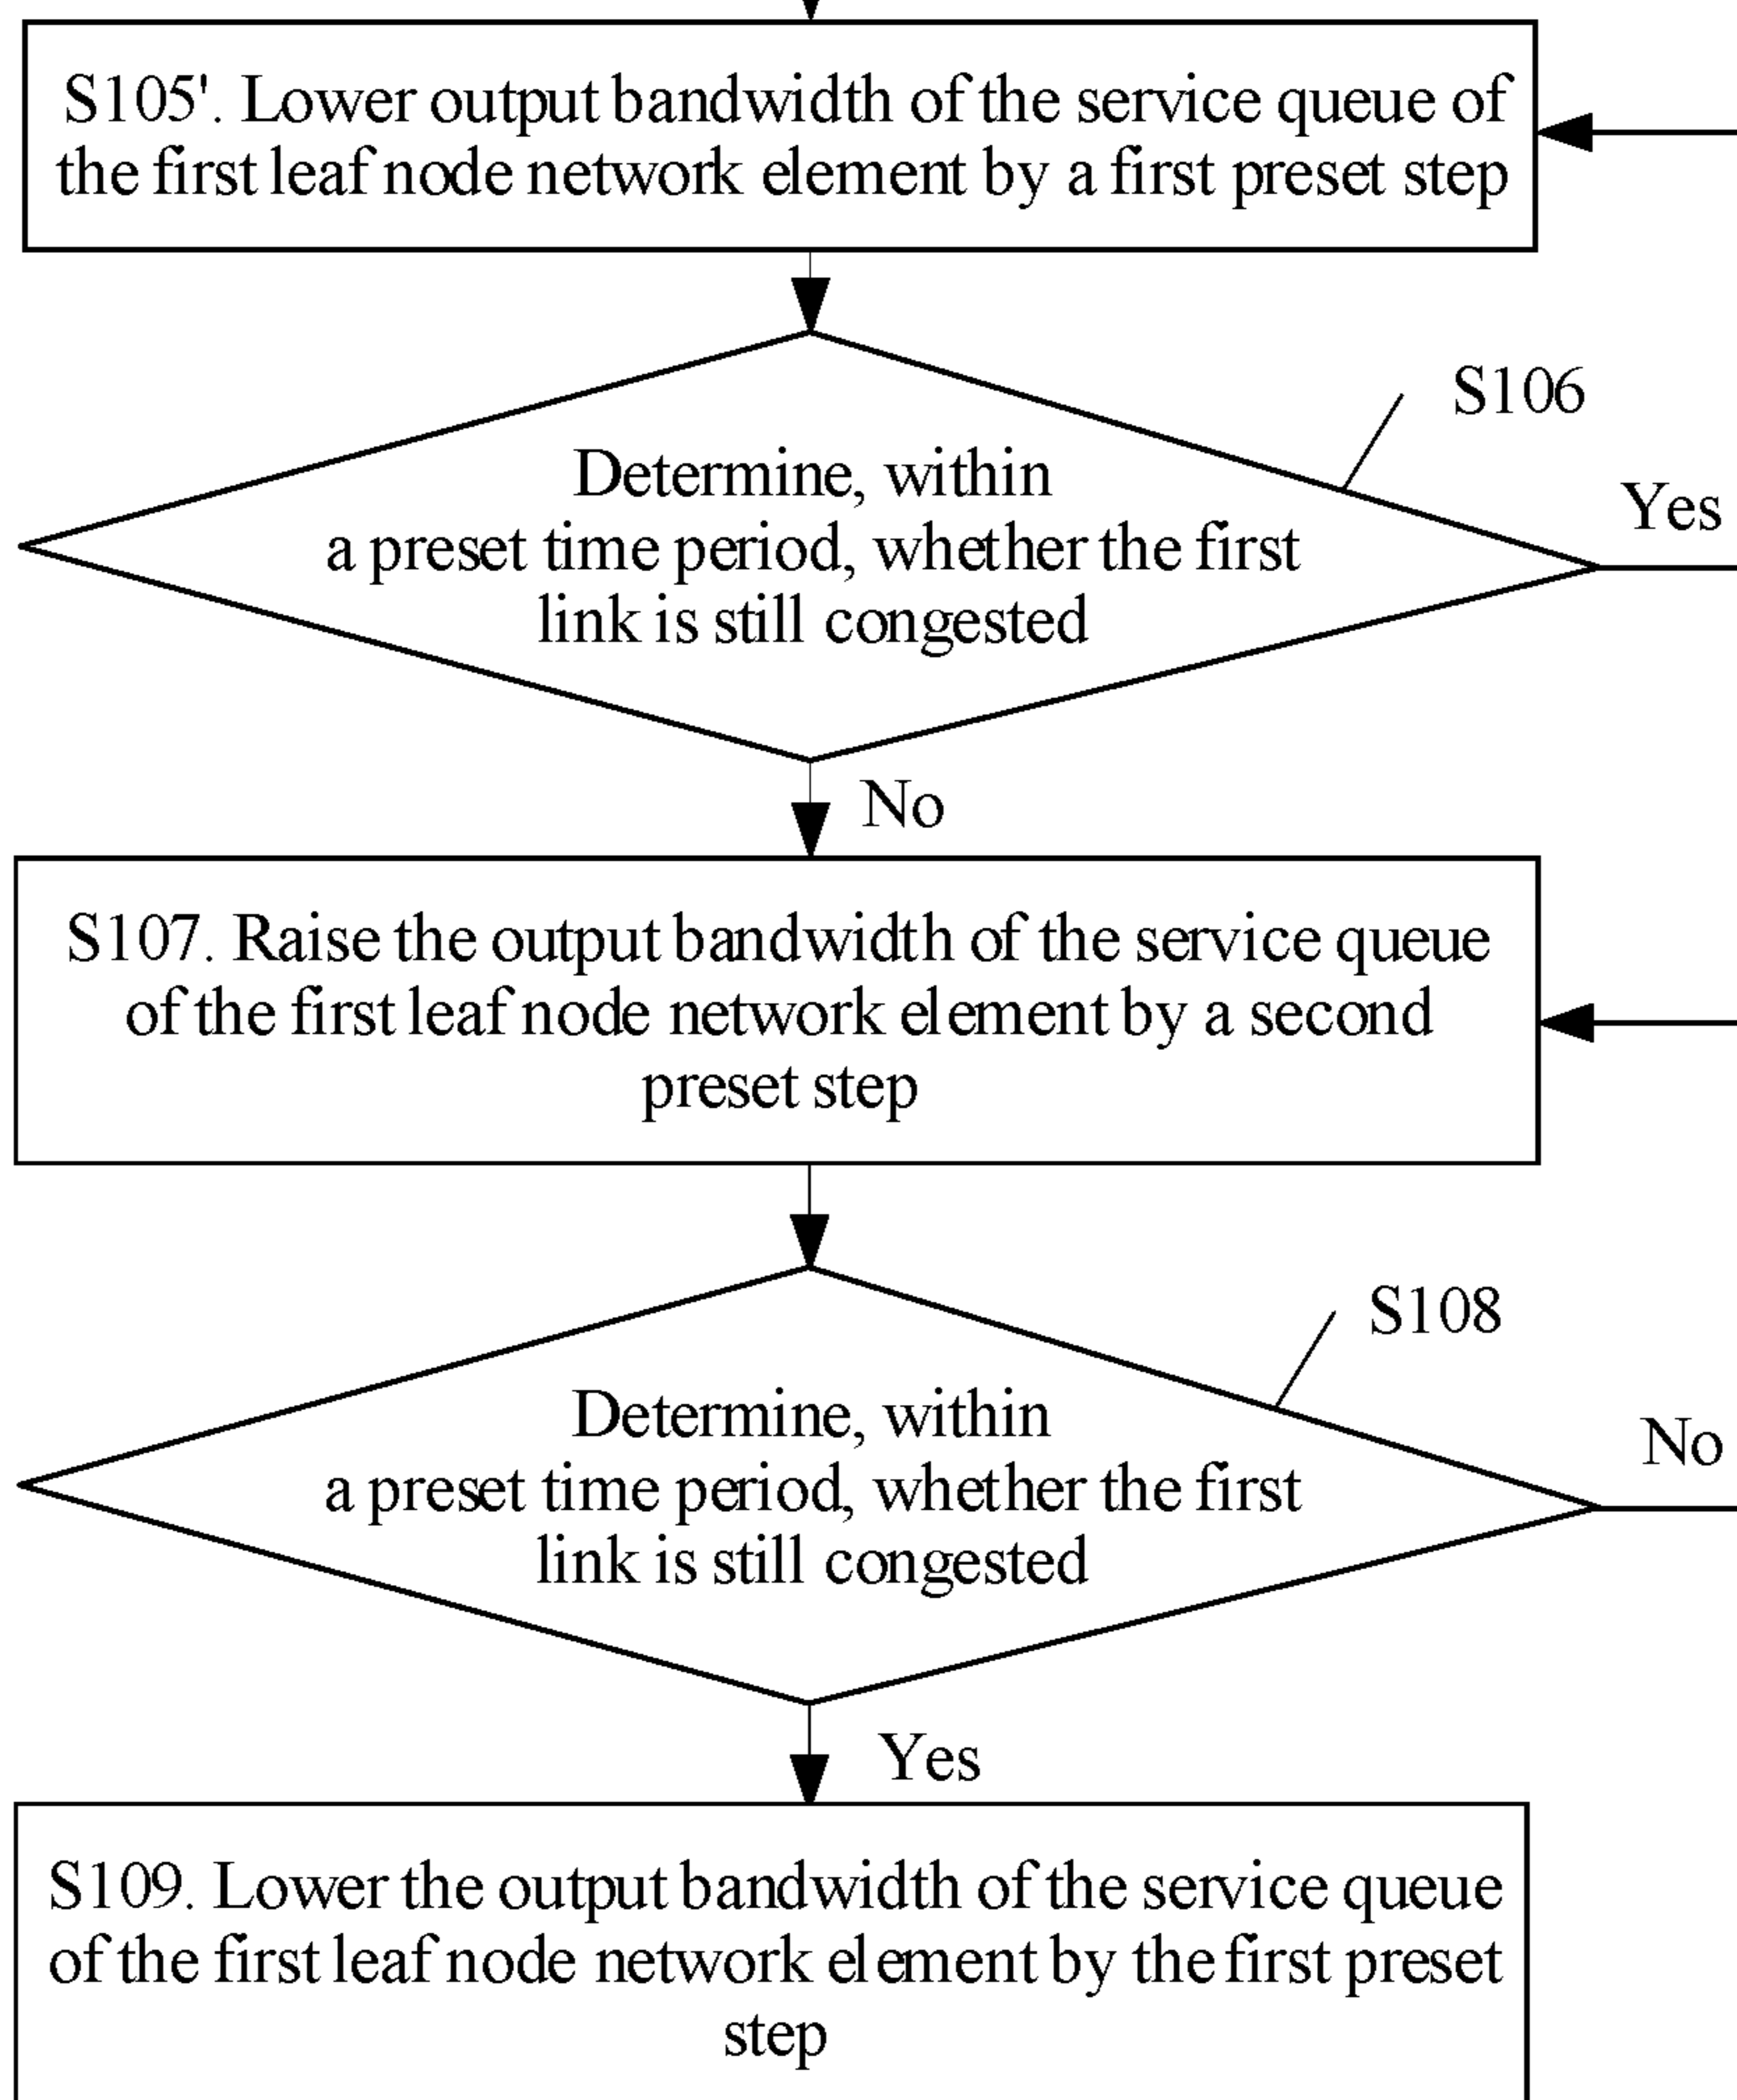 S105'. Lower output bandwidth of the service queue of
the first leaf node network element by a first preset step
S106
Determine, within
a preset time period, whether the first
link is still congested
Yes
No
S107. Raise the output bandwidth of the service queue
of the first leaf node network element by a second
preset step
S108
Determine, within
a preset time period, whether the first
link is still congested
No
Yes
S109. Lower the output bandwidth of the service queue
of the first leaf node network element by the first preset
step